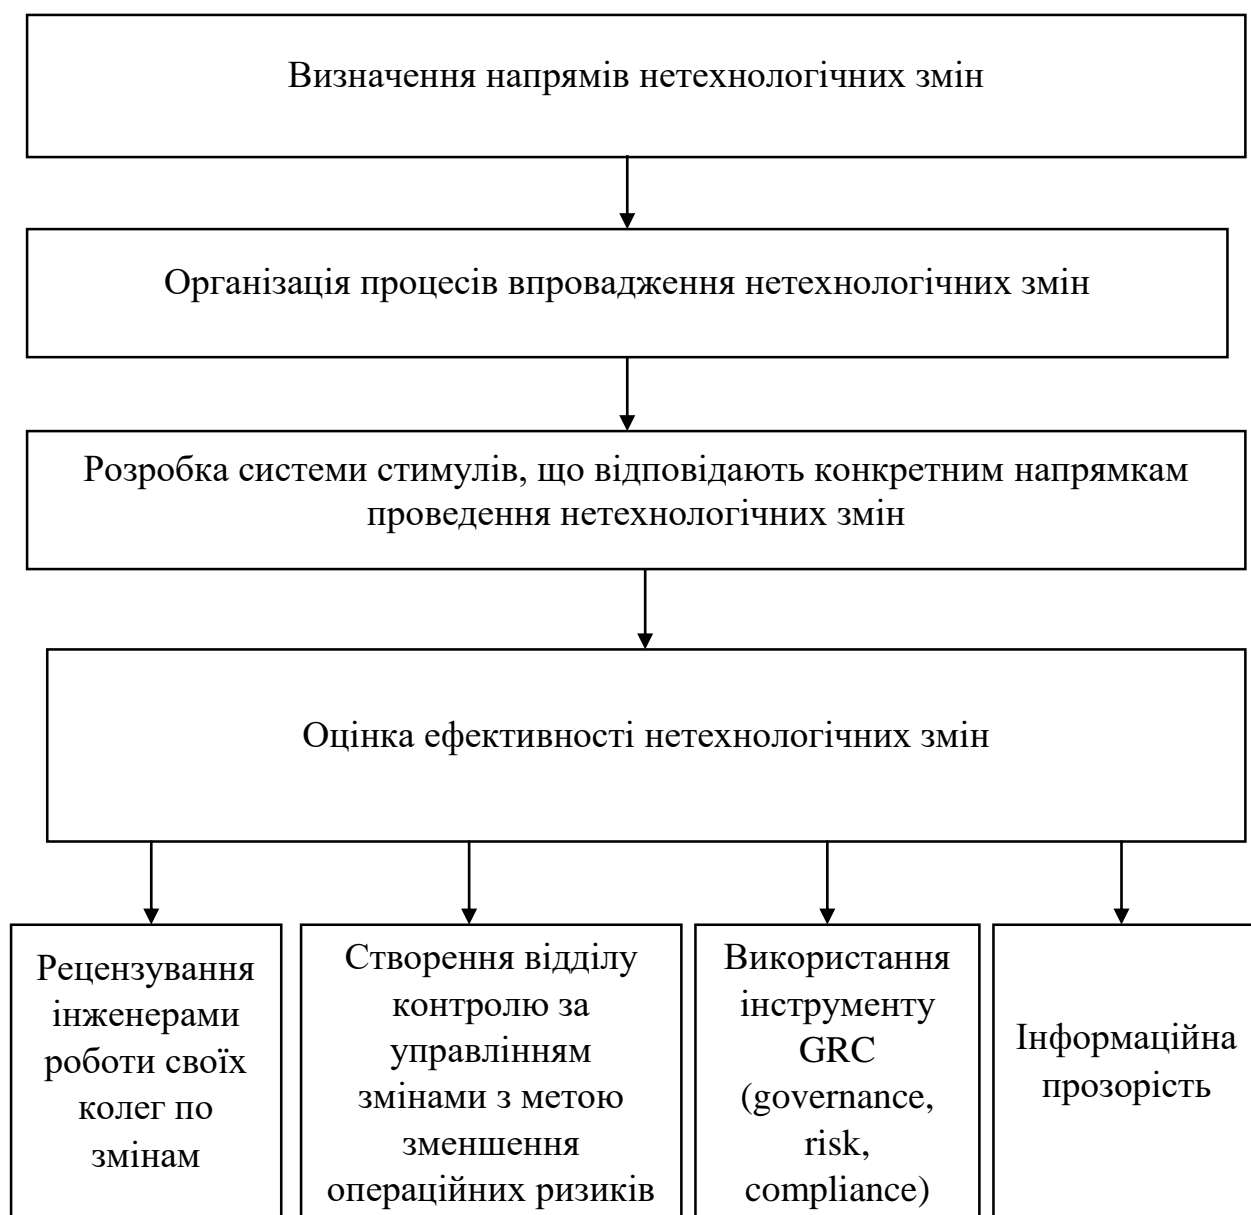 Визначення напрямів нетехнологічних змін
Організація процесів впровадження нетехнологічних змін
Розробка системи стимулів, що відповідають конкретним напрямкам
проведення нетехнологічних змін
Оцінка ефективності нетехнологічних змін
Рецензування
інженерами
роботи своїх
колег по
змінам
Створення відділу
контролю за
управлінням
змінами з метою
зменшення
операційних ризиків
Використання
інструменту
GRC
(governance,
risk,
compliance)
Інформаційна
прозорість